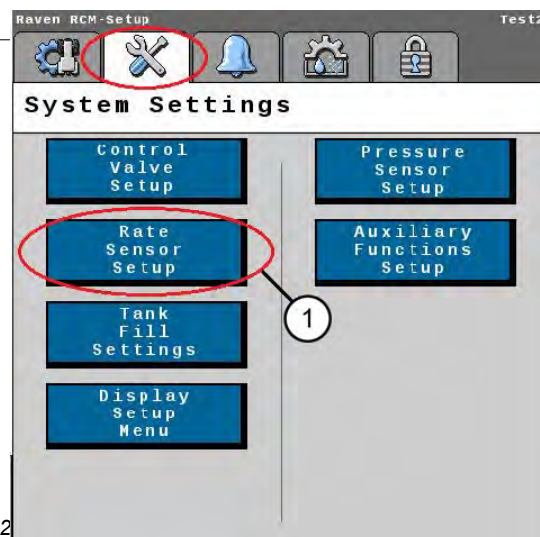 Raven RCM-Setup Test2
System Settings
Control
Valve
Setup
Rate
Sensor
Setup
Tank
Fill
Settings
Display
Setup
Menu
Pressure
Sensor
Setup
Auxiliary
Functions
Setup
1
2